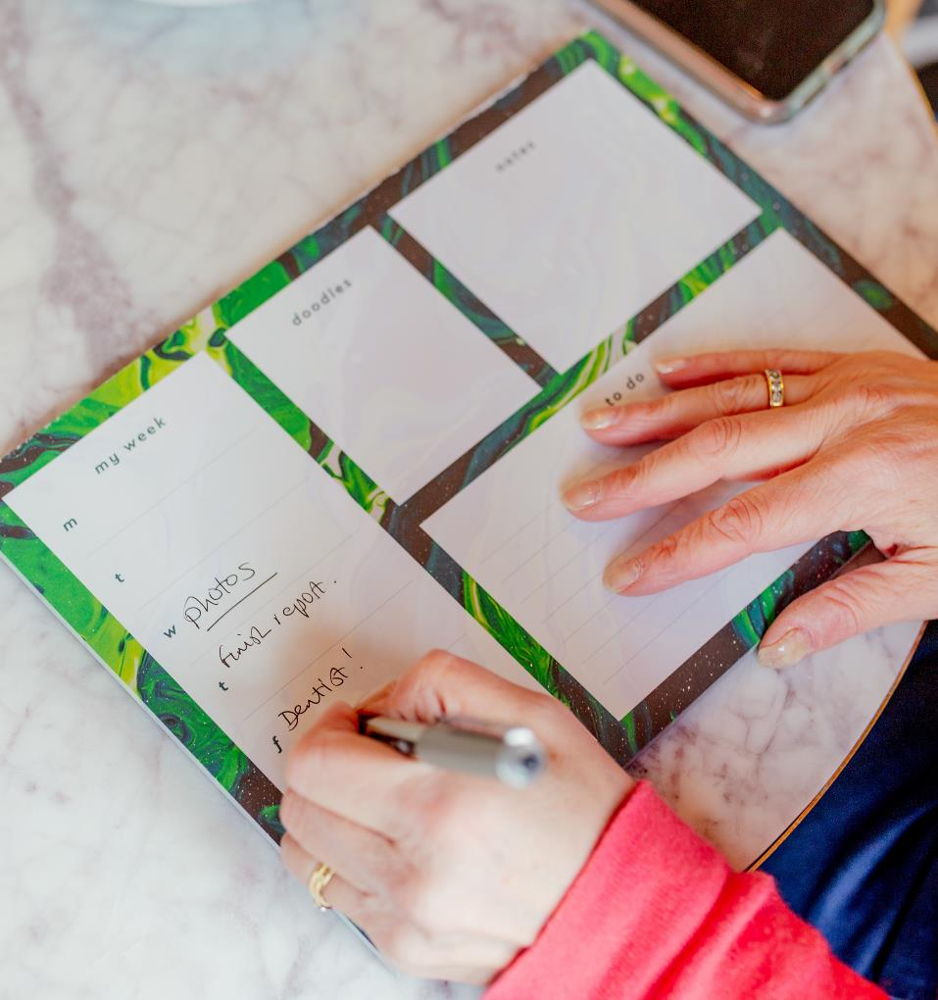 notes
doodles
to do
my week
m
t
w photos
t finish report.
f Dentist!